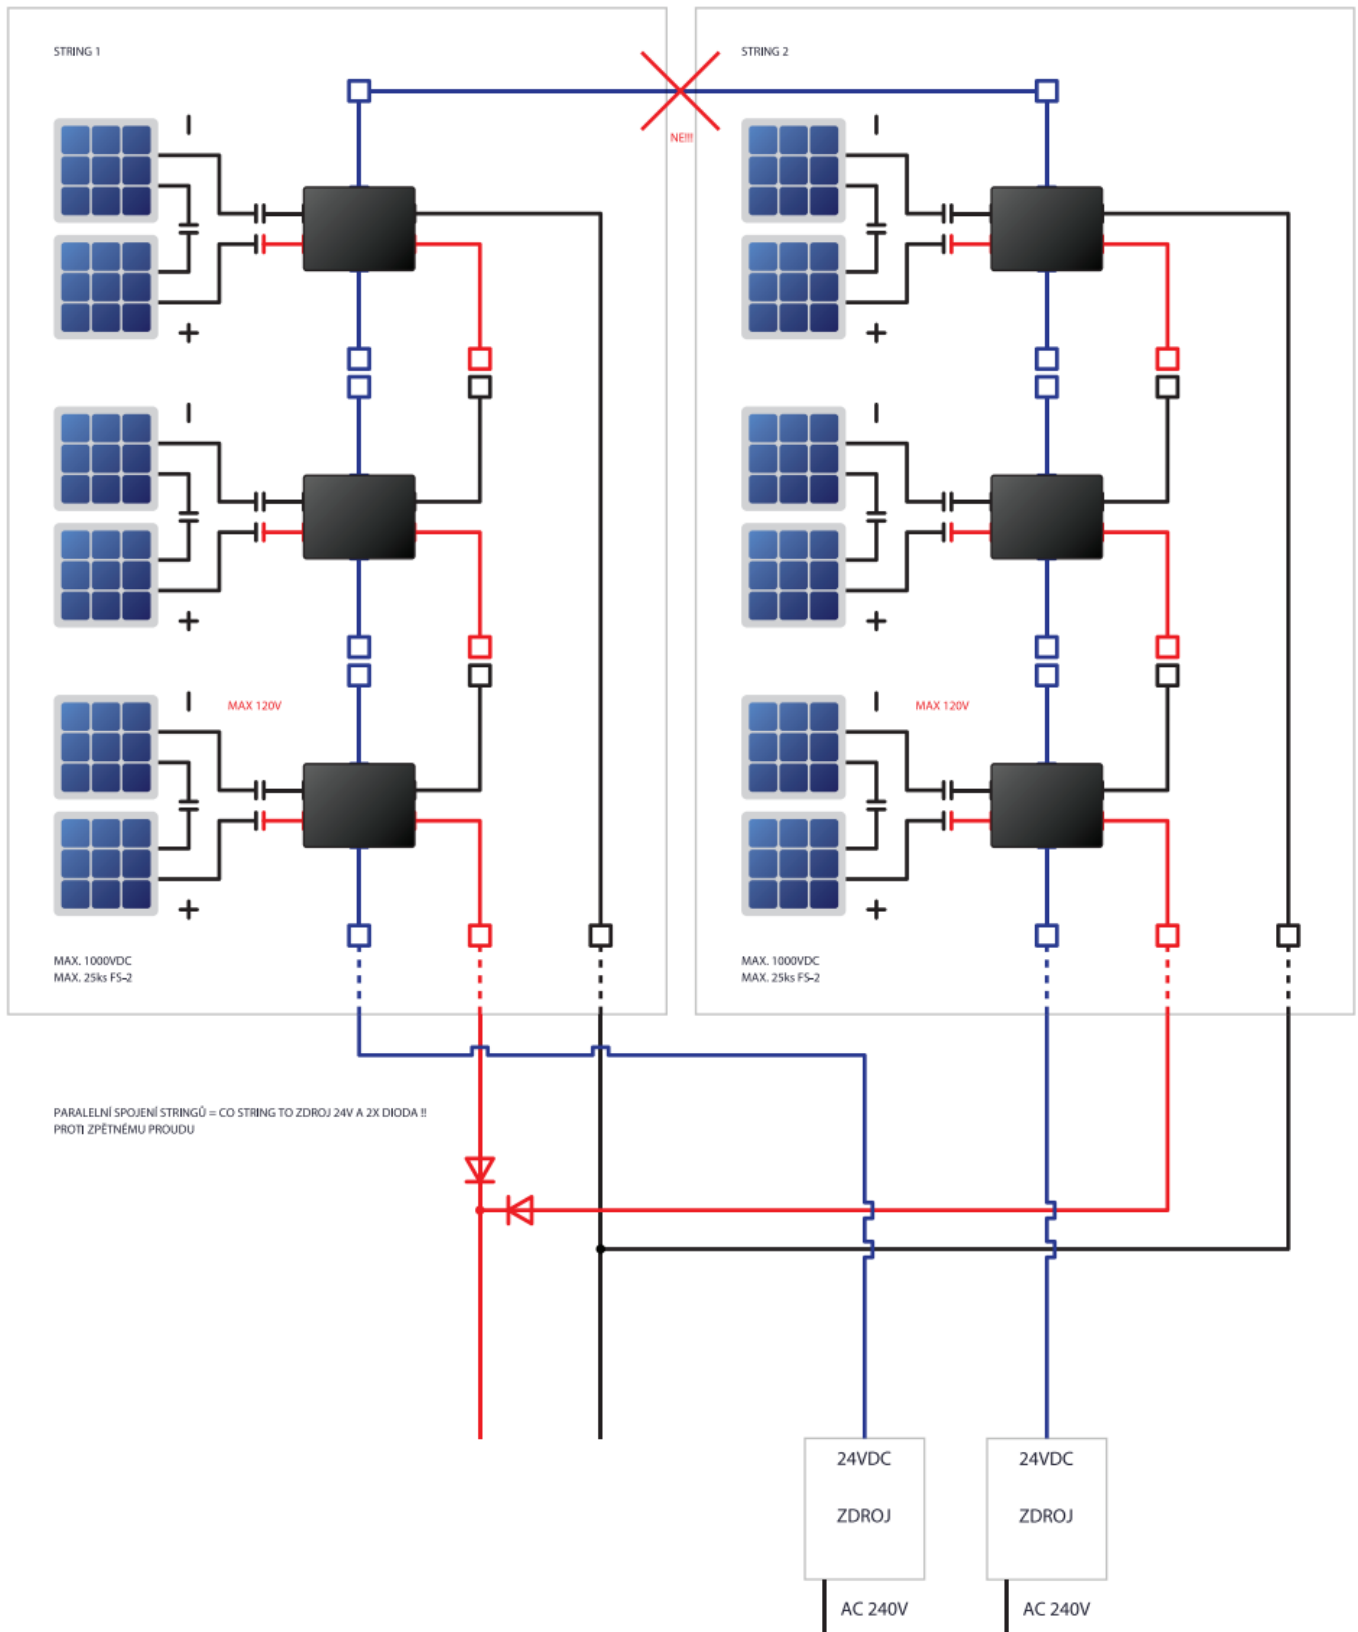 STRING 1
STRING 2
NE!!!
MAX 120V
MAX 120V
MAX. 1000VDC
MAX. 25ks FS-2
MAX. 1000VDC
MAX. 25ks FS-2
PARALELNÍ SPOJENÍ STRINGŮ = CO STRING TO ZDROJ 24V A 2X DIODA !!
PROTI ZPĚTNÉMU PROUDU
24VDC
ZDROJ
24VDC
ZDROJ
AC 240V
AC 240V